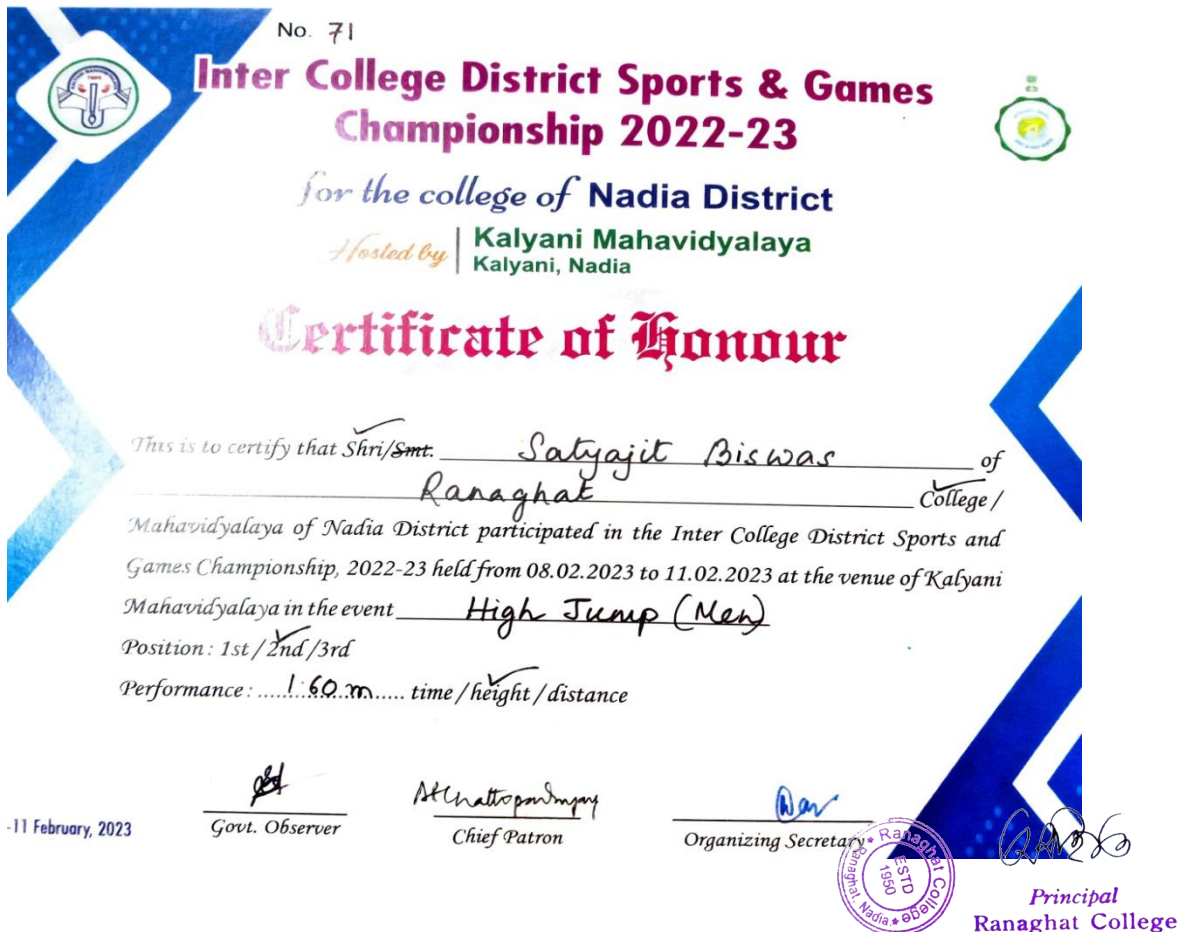 No. 71
Inter College District Sports & Games
Championship 2022-23
for the college of Nadia District
Hosted by
Kalyani Mahavidyalaya
Kalyani, Nadia
Certificate of Honour
This is to certify that Shri/Smt. Satyajit Biswas of
Ranaghat College /
Mahavidyalaya of Nadia District participated in the Inter College District Sports and
Games Championship, 2022-23 held from 08.02.2023 to 11.02.2023 at the venue of Kalyani
Mahavidyalaya in the event High Jump (Men)
Position : 1st / 2nd /3rd
Performance : ......1.60 m..... time / height / distance
Govt. Observer
Chief Patron
Organizing Secretary
-11 February, 2023
Ranaghat College
Ranaghat, Nadia
ESTD
1950
Principal
Ranaghat College